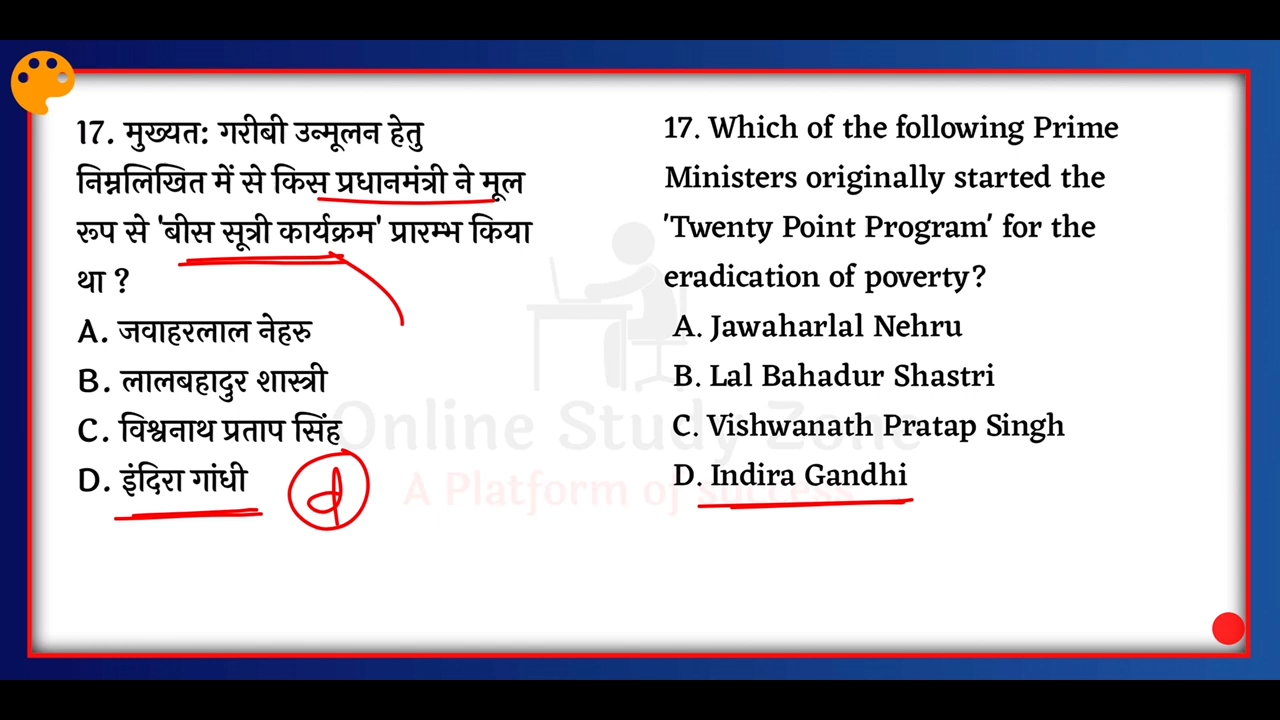 17. मुख्यत: गरीबी उन्मूलन हेतु
निम्नलिखित में से किस प्रधानमंत्री ने मूल
रूप से 'बीस सूत्री कार्यक्रम' प्रारम्भ किया
था ?
A. जवाहरलाल नेहरु
B. लालबहादुर शास्त्री
C. विश्वनाथ प्रताप सिंह
D. इंदिरा गांधी
d
17. Which of the following Prime
Ministers originally started the
'Twenty Point Program' for the
eradication of poverty?
A. Jawaharlal Nehru
B. Lal Bahadur Shastri
C. Vishwanath Pratap Singh
D. Indira Gandhi
Online Study Zone
A Platform of success